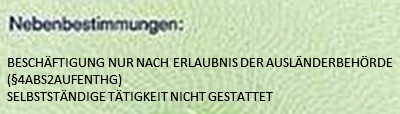 Nebenbestimmungen:
BESCHÄFTIGUNG NUR NACH ERLAUBNIS DER AUSLÄNDERBEHÖRDE
(§4ABS2AUFENTHG)
SELBSTSTÄNDIGE TÄTIGKEIT NICHT GESTATTET